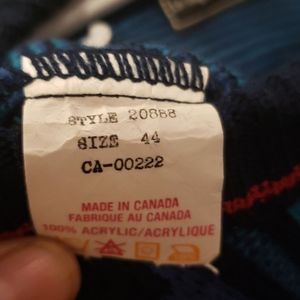 STYLE 20888
SIZE 44
CA-00222
MADE IN CANADA
FABRIQUE AU CANADA
100% ACRYLIC/ACRYLIQUE